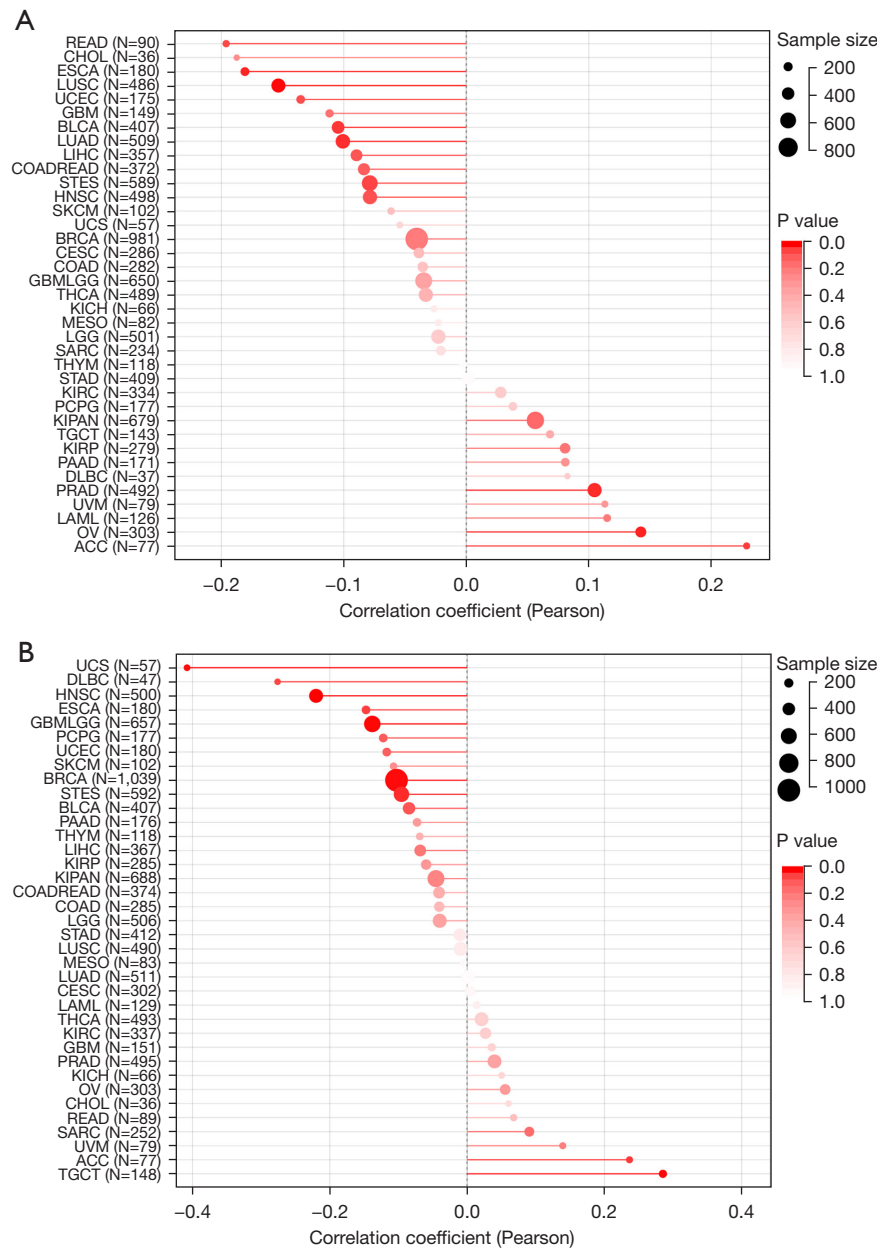 A
READ (N=90)
CHOL (N=36)
ESCA (N=180)
LUSC (N=486)
UCEC (N=175)
GBM (N=149)
BLCA (N=407)
LUAD (N=509)
LIHC (N=357)
COADREAD (N=372)
STES (N=589)
HNSC (N=498)
SKCM (N=102)
UCS (N=57)
BRCA (N=981)
CESC (N=286)
COAD (N=282)
GBMLGG (N=650)
THCA (N=489)
KICH (N=66)
MESO (N=82)
LGG (N=501)
SARC (N=234)
THYM (N=118)
STAD (N=409)
KIRC (N=334)
PCPG (N=177)
KIPAN (N=679)
TGCT (N=143)
KIRP (N=279)
PAAD (N=171)
DLBC (N=37)
PRAD (N=492)
UVM (N=79)
LAML (N=126)
OV (N=303)
ACC (N=77)
−0.2 −0.1 0.0 0.1 0.2
Correlation coefficient (Pearson)
Sample size
200
400
600
800
P value
0.0
0.2
0.4
0.6
0.8
1.0
B
UCS (N=57)
DLBC (N=47)
HNSC (N=500)
ESCA (N=180)
GBMLGG (N=657)
PCPG (N=177)
UCEC (N=180)
SKCM (N=102)
BRCA (N=1,039)
STES (N=592)
BLCA (N=407)
PAAD (N=176)
THYM (N=118)
LIHC (N=367)
KIRP (N=285)
KIPAN (N=688)
COADREAD (N=374)
COAD (N=285)
LGG (N=506)
STAD (N=412)
LUSC (N=490)
MESO (N=83)
LUAD (N=511)
CESC (N=302)
LAML (N=129)
THCA (N=493)
KIRC (N=337)
GBM (N=151)
PRAD (N=495)
KICH (N=66)
OV (N=303)
CHOL (N=36)
READ (N=89)
SARC (N=252)
UVM (N=79)
ACC (N=77)
TGCT (N=148)
−0.4 −0.2 0.0 0.2 0.4
Correlation coefficient (Pearson)
Sample size
200
400
600
800
1000
P value
0.0
0.2
0.4
0.6
0.8
1.0